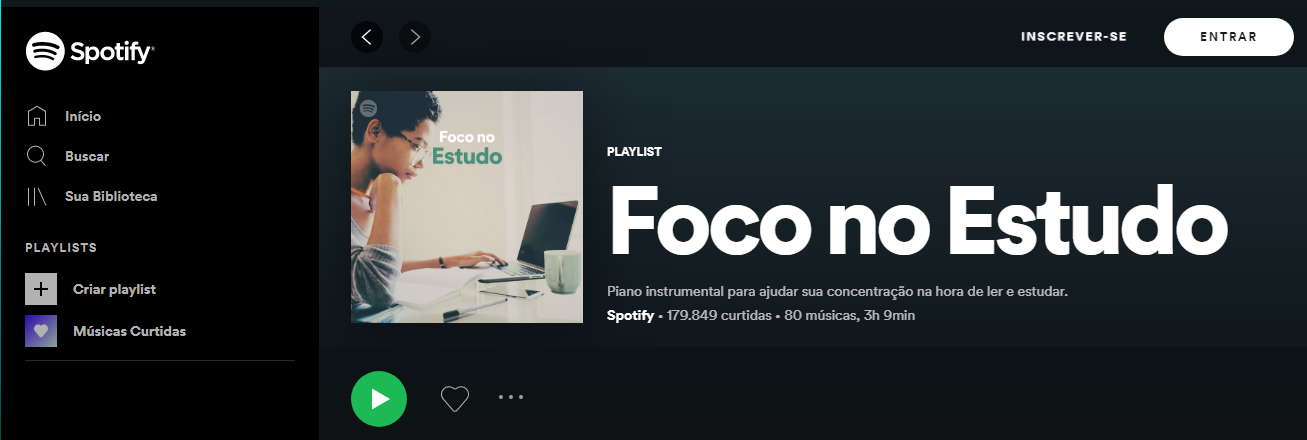 Spotify®
Início
Buscar
Sua Biblioteca
PLAYLISTS
Criar playlist
Músicas Curtidas
INSCREVER-SE
ENTRAR
Foco no
Estudo
PLAYLIST
Foco no Estudo
Piano instrumental para ajudar sua concentração na hora de ler e estudar.
Spotify • 179.849 curtidas • 80 músicas, 3h 9min